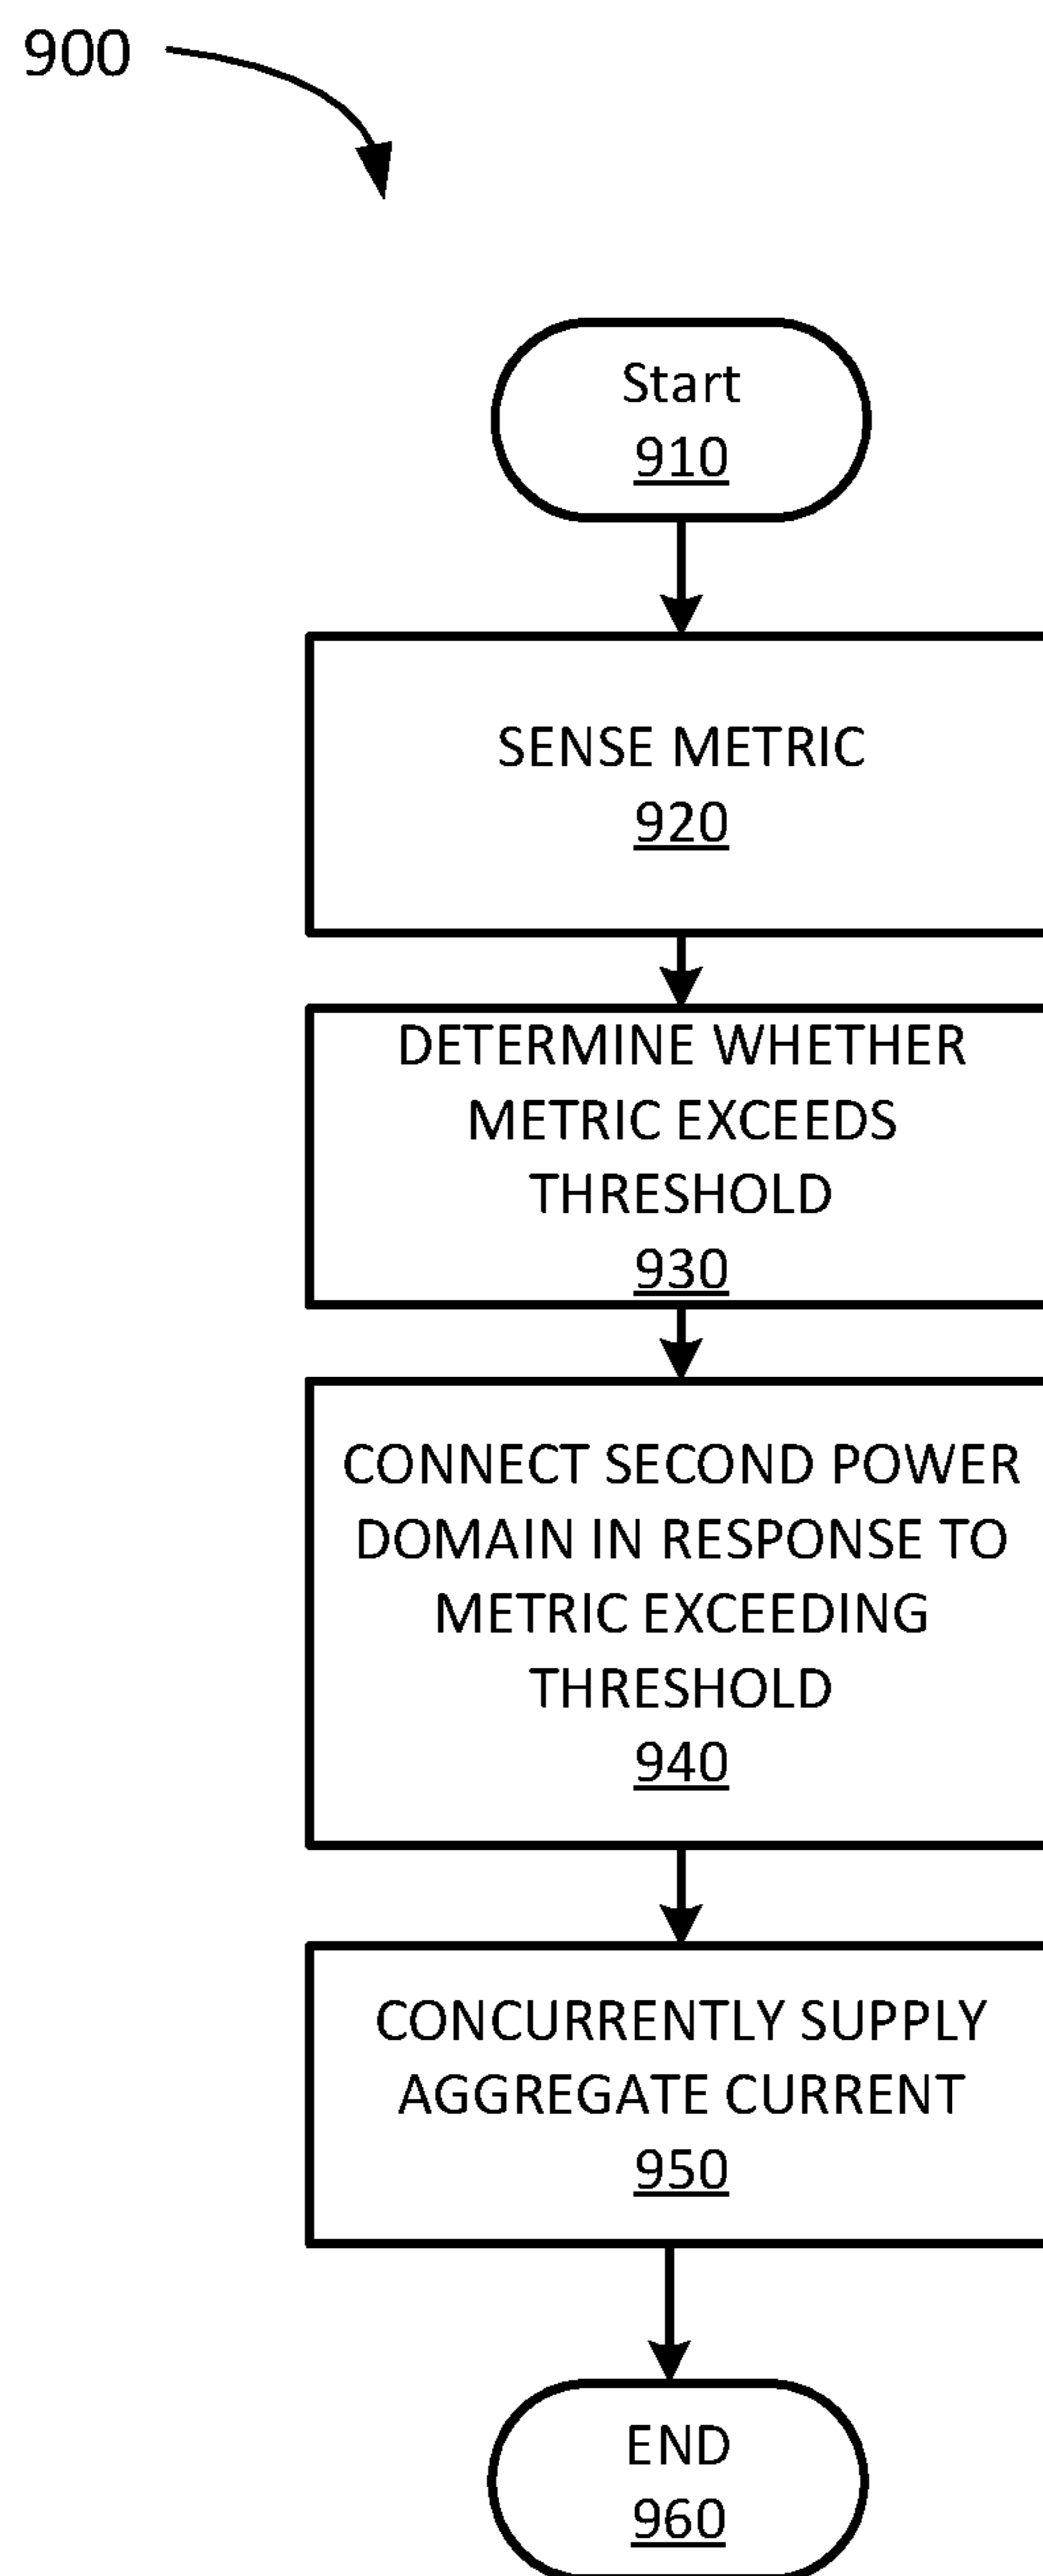 900
Start
910
SENSE METRIC
920
DETERMINE WHETHER
METRIC EXCEEDS
THRESHOLD
930
CONNECT SECOND POWER
DOMAIN IN RESPONSE TO
METRIC EXCEEDING
THRESHOLD
940
CONCURRENTLY SUPPLY
AGGREGATE CURRENT
950
END
960